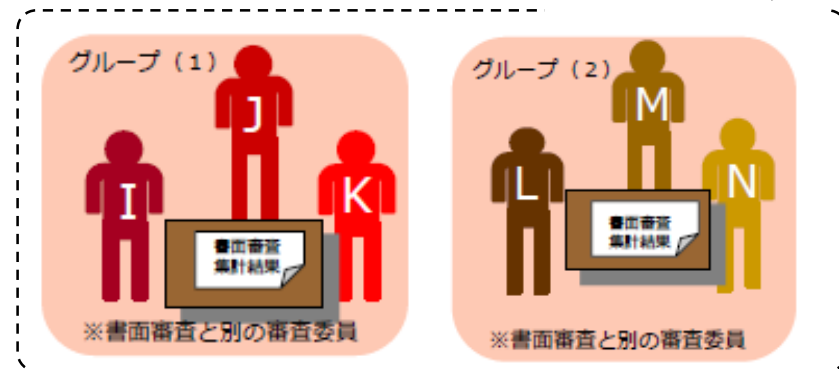 グループ（１）
J
I
K
書面審査
集計結果
※書面審査と別の審査委員
グループ（２）
M
L
N
書面審査
集計結果
※書面審査と別の審査委員